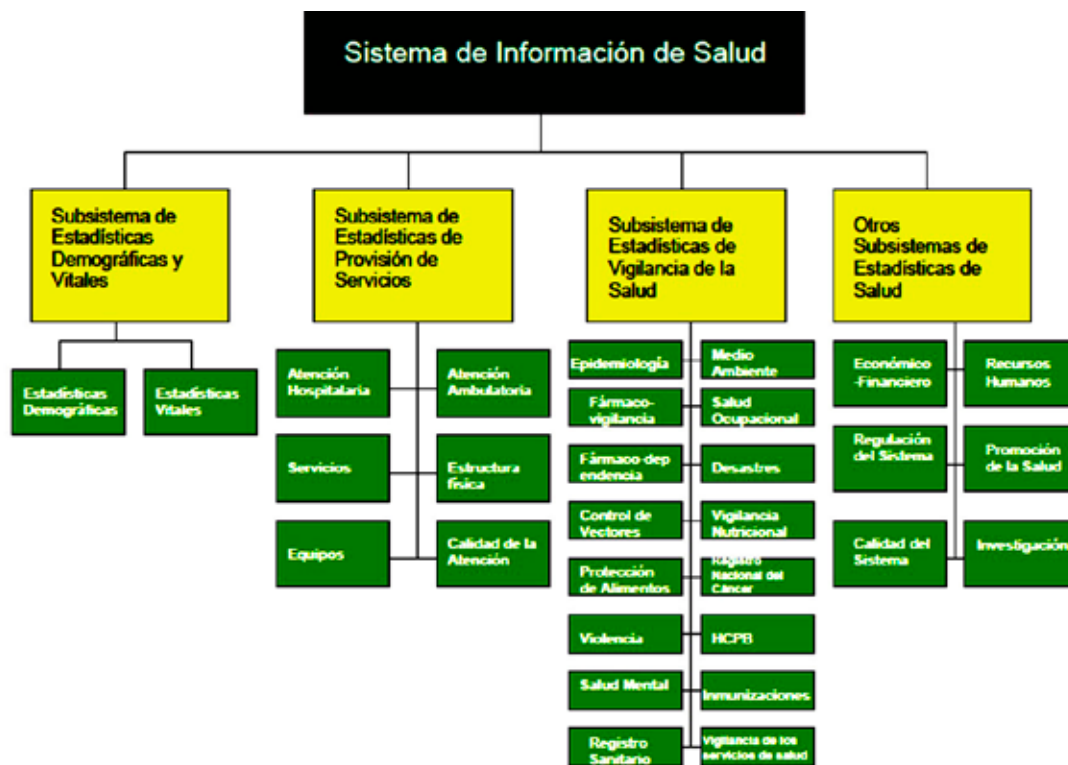 Sistema de Información de Salud
Subsistema de
Estadísticas
Demográficas y
Vitales
Estadísticas
Demográficas
Estadísticas
Vitales
Subsistema de
Estadísticas de
Provisión de
Servicios
Atención
Hospitalaria
Atención
Ambulatoria
Servicios
Estructura
física
Equipos
Calidad de la
Atención
Subsistema de
Estadísticas de
Vigilancia de la
Salud
Epidemiología
Medio
Ambiente
Fármaco-
vigilancia
Salud
Ocupacional
Fármaco-dep
endencia
Desastres
Control de
Vectores
Vigilancia
Nutricional
Protección
de Alimentos
Registro
Nacional del
Cáncer
Violencia
HCPB
Salud Mental
Inmunizaciones
Registro
Sanitario
Vigilancia de los
servicios de salud
Otros
Subsistemas de
Estadísticas de
Salud
Económico
-Financiero
Recursos
Humanos
Regulación
del Sistema
Promoción
de la Salud
Calidad del
Sistema
Investigación